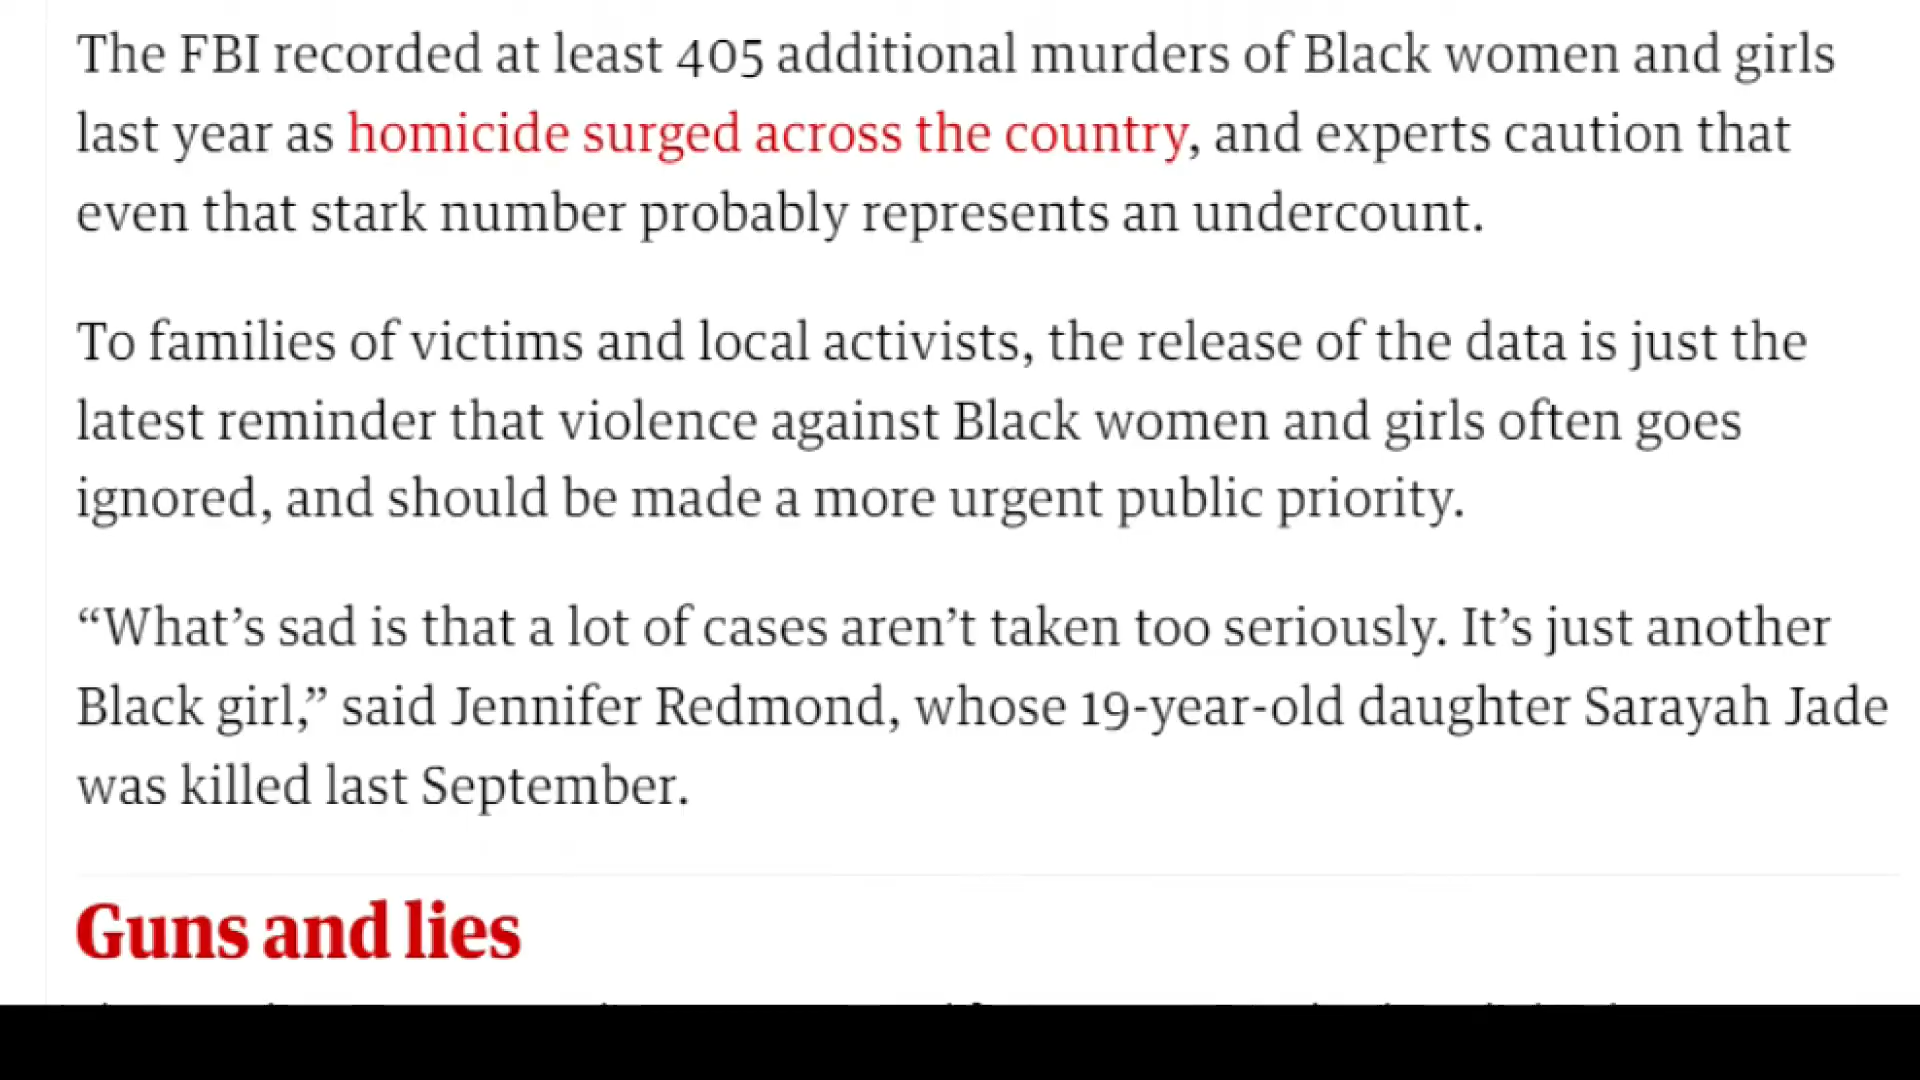 The FBI recorded at least 405 additional murders of Black women and girls
last year as homicide surged across the country, and experts caution that
even that stark number probably represents an undercount.
To families of victims and local activists, the release of the data is just the
latest reminder that violence against Black women and girls often goes
ignored, and should be made a more urgent public priority.
“What’s sad is that a lot of cases aren’t taken too seriously. It’s just another
Black girl,” said Jennifer Redmond, whose 19-year-old daughter Sarayah Jade
was killed last September.
Guns and lies